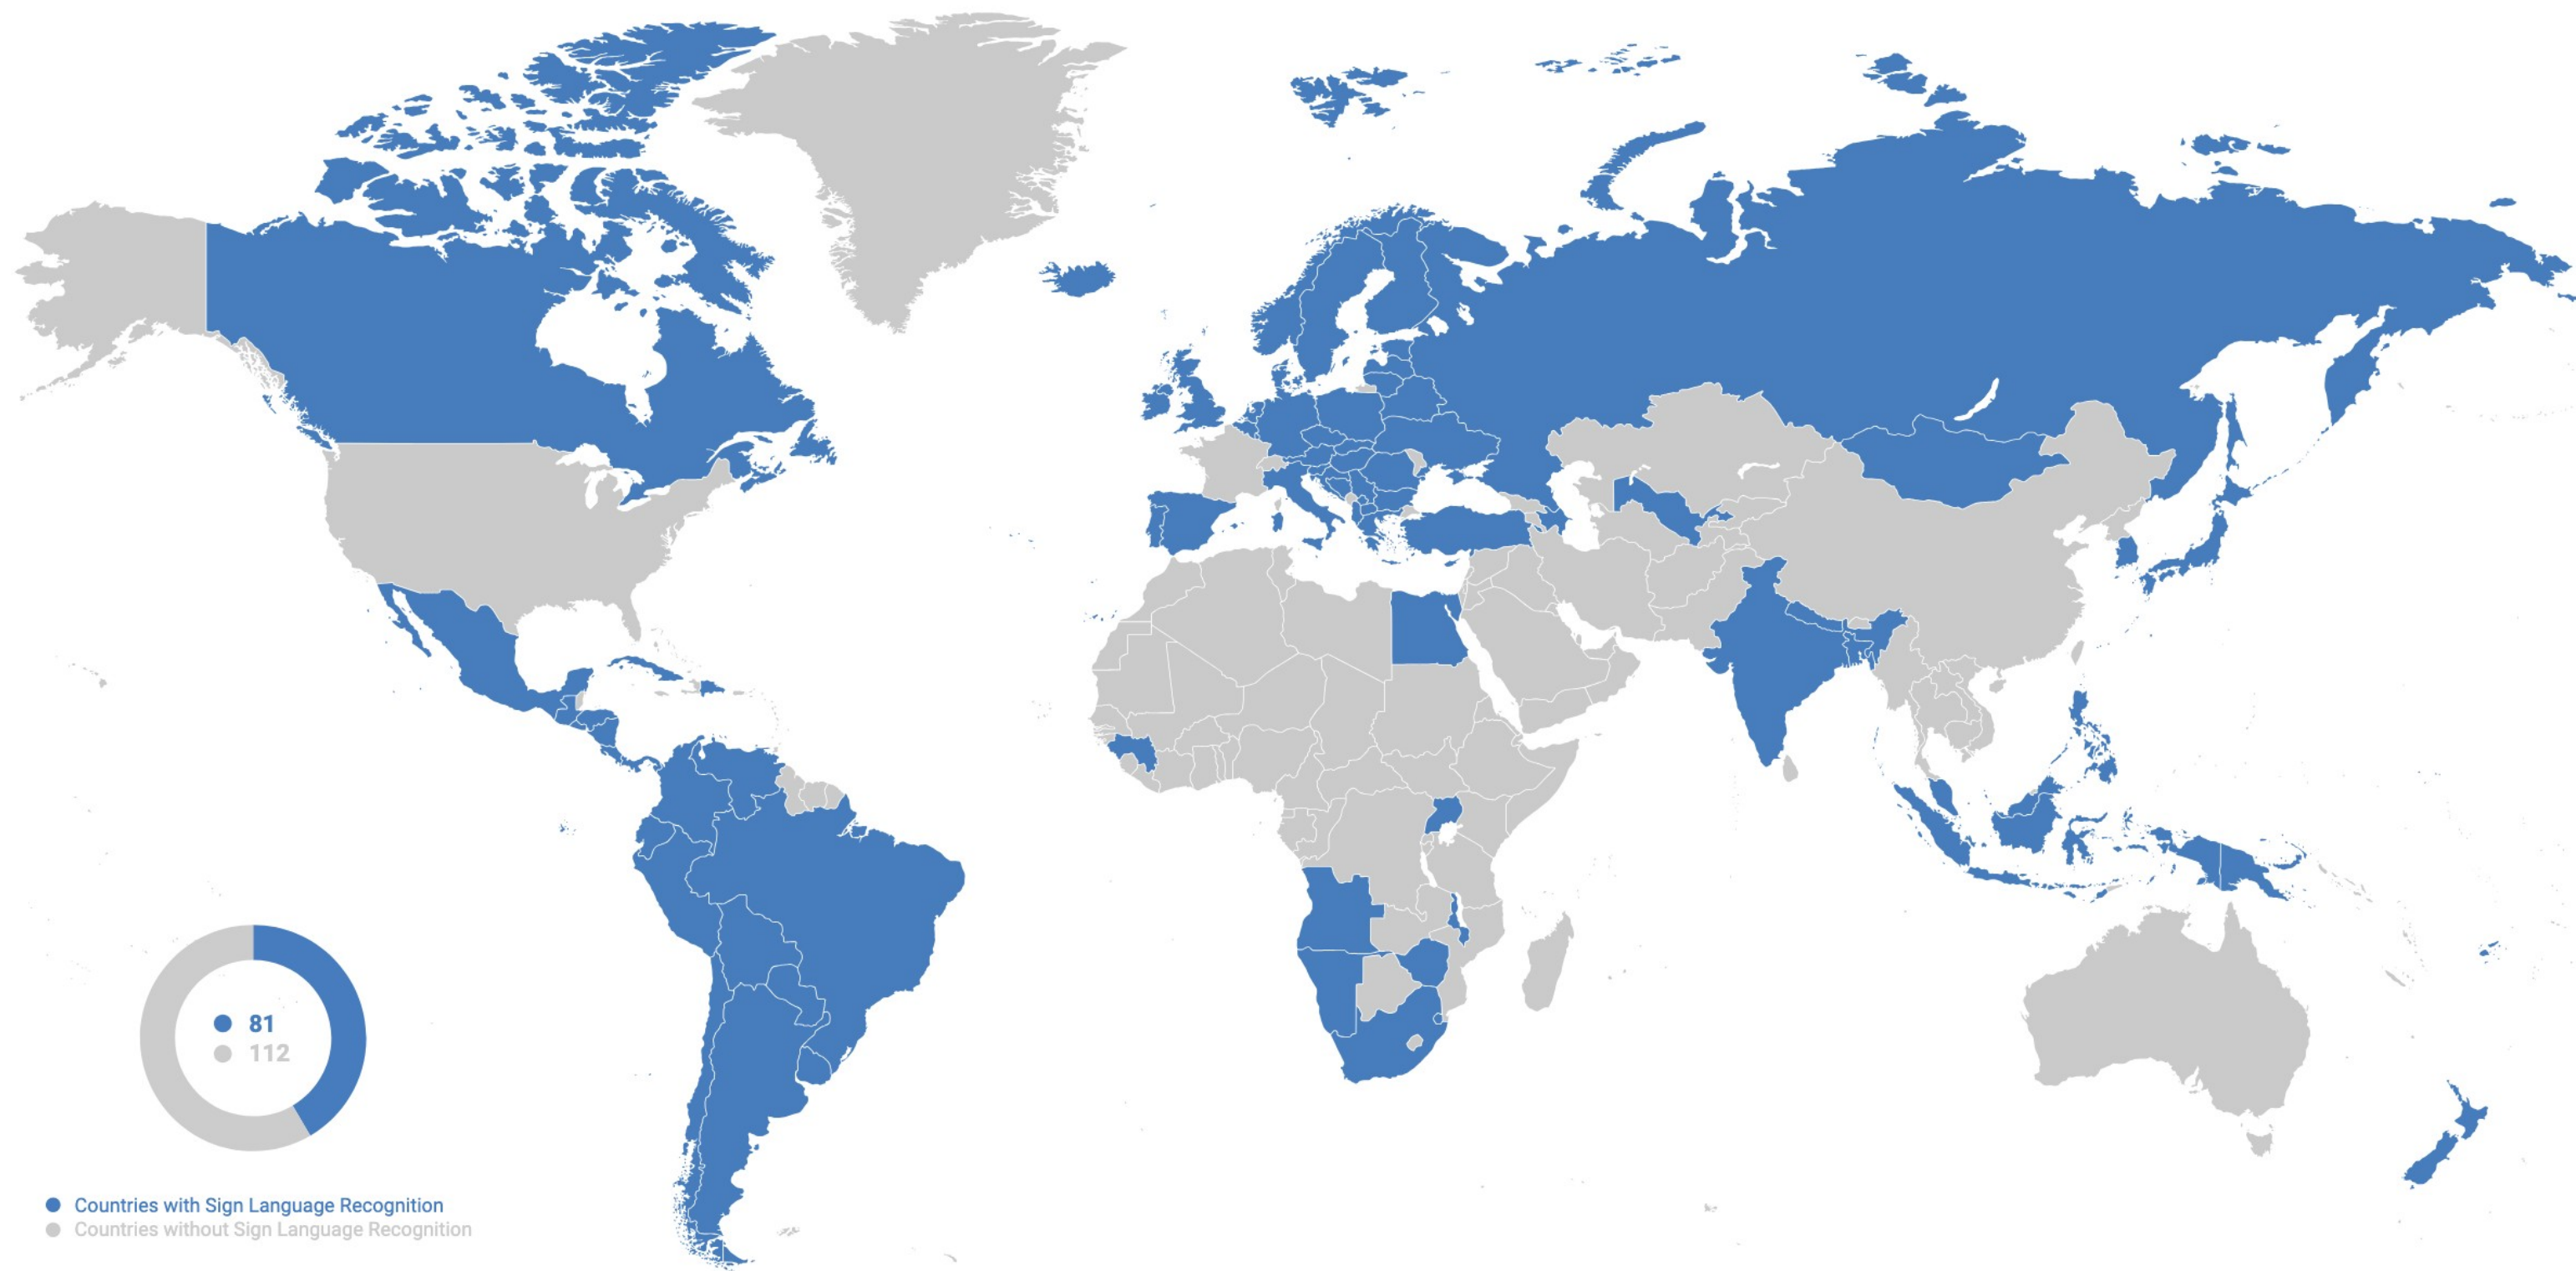 81
112
Countries with Sign Language Recognition
Countries without Sign Language Recognition